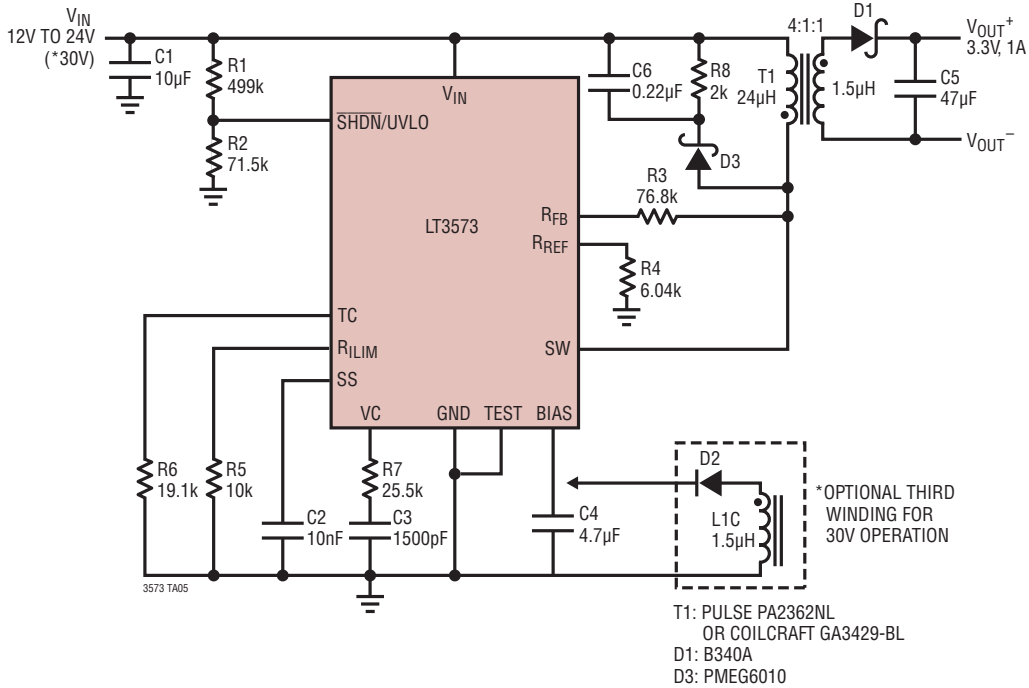 VIN
12V TO 24V
(*30V)
C1
10µF
R1
499k
R2
71.5k
VIN
SHDN/UVLO
LT3573
RFB
RREF
SW
TC
RILIM
SS
VC
GND
TEST
BIAS
C6
0.22µF
R8
2k
D3
R3
76.8k
R4
6.04k
4:1:1
T1
24µH
1.5µH
D1
C5
47µF
VOUT+
3.3V, 1A
VOUT–
R6
19.1k
R5
10k
C2
10nF
R7
25.5k
C3
1500pF
C4
4.7µF
D2
L1C
1.5µH
*OPTIONAL THIRD
WINDING FOR
30V OPERATION
3573 TA05
T1: PULSE PA2362NL
OR COILCRAFT GA3429-BL
D1: B340A
D3: PMEG6010